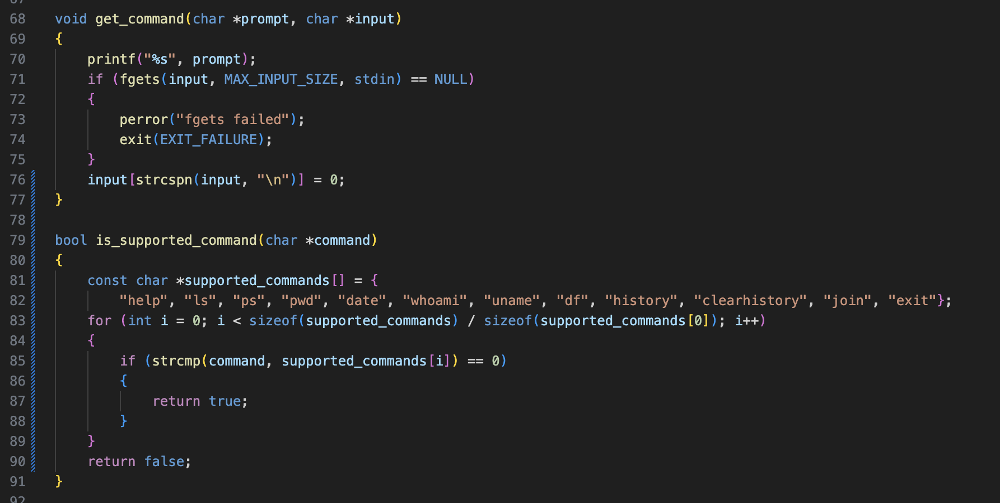 67
68 void get_command(char *prompt, char *input)
69 {
70     printf("%s", prompt);
71     if (fgets(input, MAX_INPUT_SIZE, stdin) == NULL)
72     {
73         perror("fgets failed");
74         exit(EXIT_FAILURE);
75     }
76     input[strcspn(input, "\n")] = 0;
77 }
78
79 bool is_supported_command(char *command)
80 {
81     const char *supported_commands[] = {
82         "help", "ls", "ps", "pwd", "date", "whoami", "uname", "df", "history", "clearhistory", "join", "exit"};
83     for (int i = 0; i < sizeof(supported_commands) / sizeof(supported_commands[0]); i++)
84     {
85         if (strcmp(command, supported_commands[i]) == 0)
86         {
87             return true;
88         }
89     }
90     return false;
91 }
92